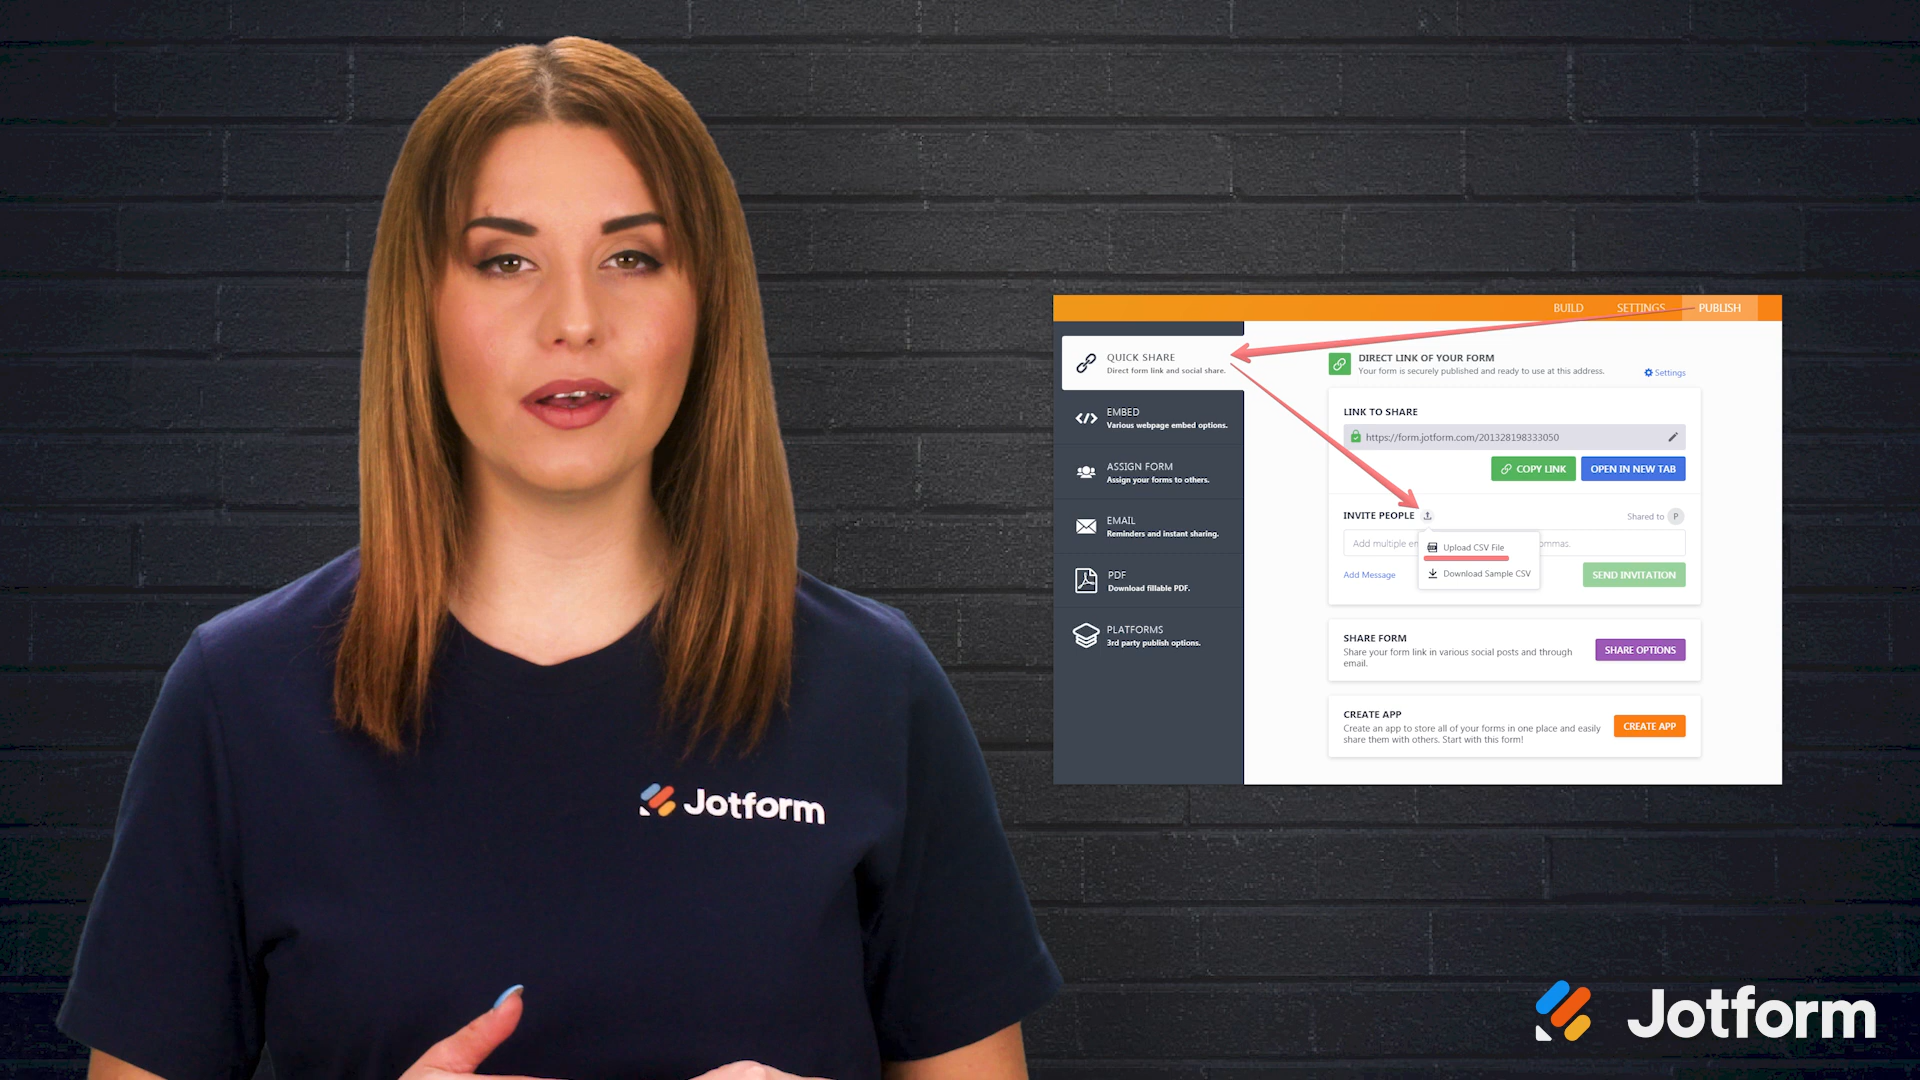 BUILD
SETTINGS
PUBLISH
QUICK SHARE
Direct form link and social share.
EMBED
Various webpage embed options.
ASSIGN FORM
Assign your forms to others.
EMAIL
Reminders and instant sharing.
PDF
Download fillable PDF.
PLATFORMS
3rd party publish options.
DIRECT LINK OF YOUR FORM
Your form is securely published and ready to use at this address.
Settings
LINK TO SHARE
https://form.jotform.com/201328198333050
COPY LINK
OPEN IN NEW TAB
INVITE PEOPLE
Shared to P
Add multiple
Upload CSV File
Download Sample CSV
Add Message
SEND INVITATION
SHARE FORM
Share your form link in various social posts and through
email.
SHARE OPTIONS
CREATE APP
Create an app to store all of your forms in one place and easily
share them with others. Start with this form!
CREATE APP
Jotform
Jotform